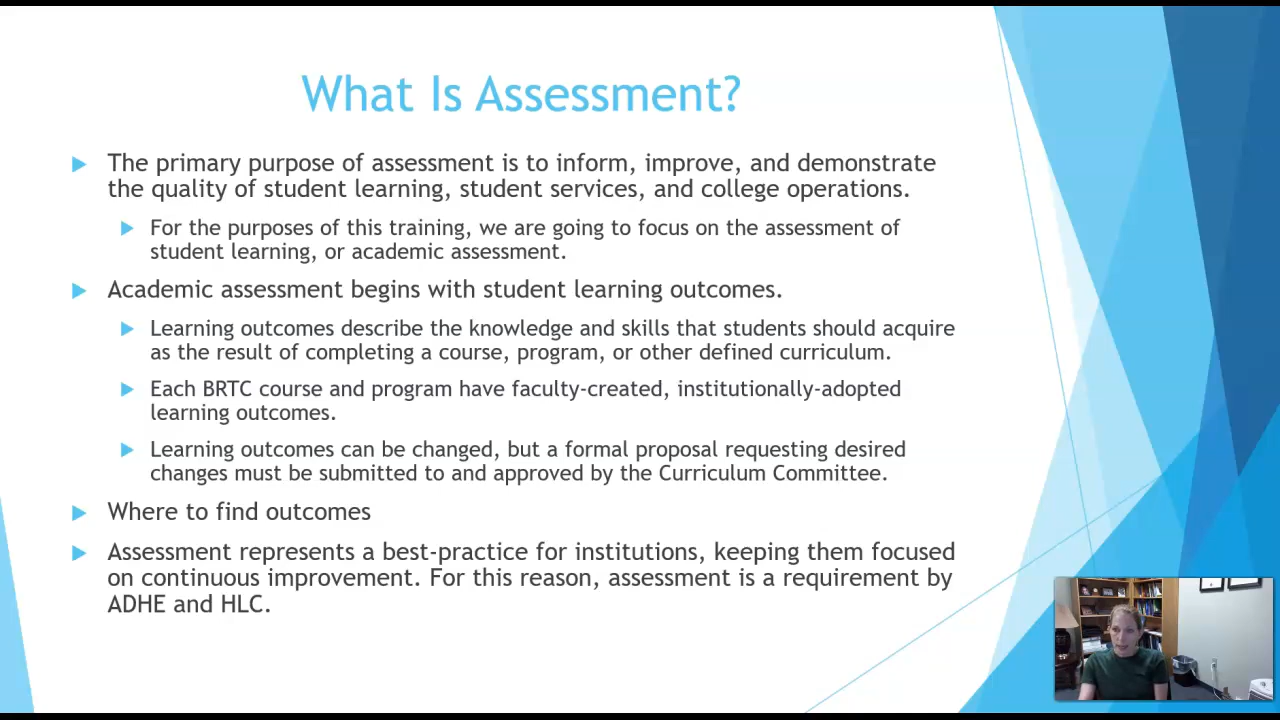 What Is Assessment?
The primary purpose of assessment is to inform, improve, and demonstrate
the quality of student learning, student services, and college operations.
For the purposes of this training, we are going to focus on the assessment of
student learning, or academic assessment.
Academic assessment begins with student learning outcomes.
Learning outcomes describe the knowledge and skills that students should acquire
as the result of completing a course, program, or other defined curriculum.
Each BRTC course and program have faculty-created, institutionally-adopted
learning outcomes.
Learning outcomes can be changed, but a formal proposal requesting desired
changes must be submitted to and approved by the Curriculum Committee.
Where to find outcomes
Assessment represents a best-practice for institutions, keeping them focused
on continuous improvement. For this reason, assessment is a requirement by
ADHE and HLC.